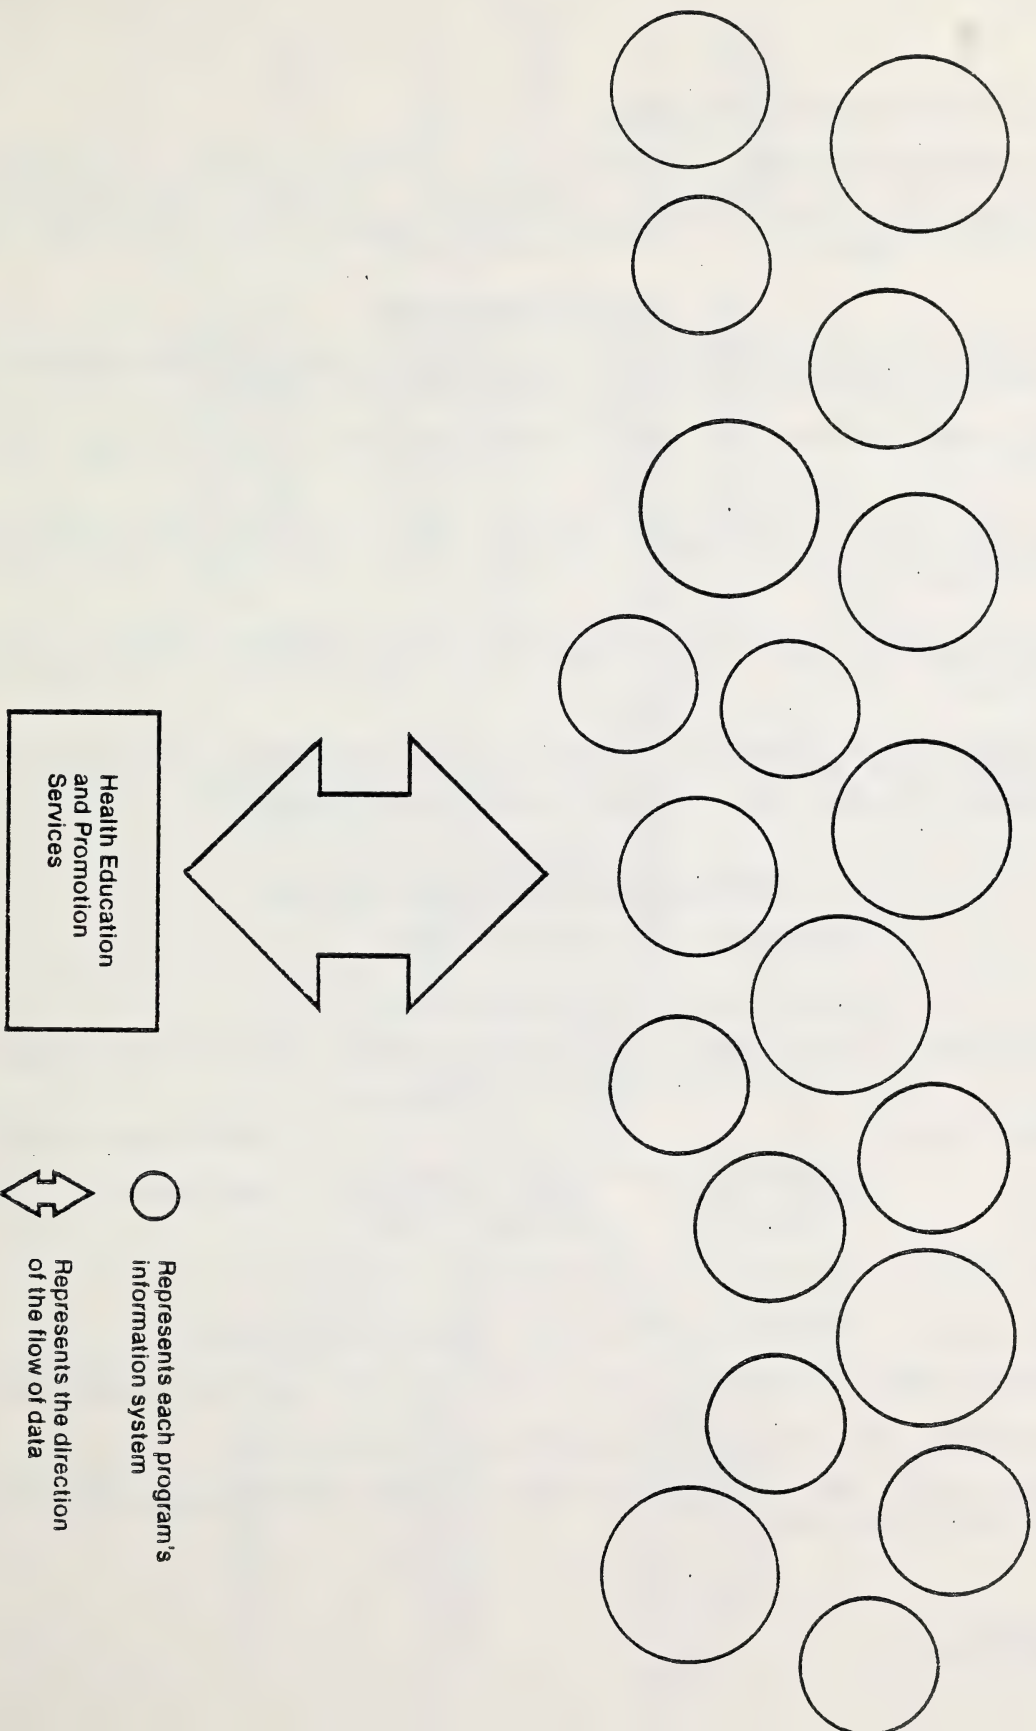 Health Education
and Promotion
Services
Represents each program's
information system
Represents the direction
of the flow of data